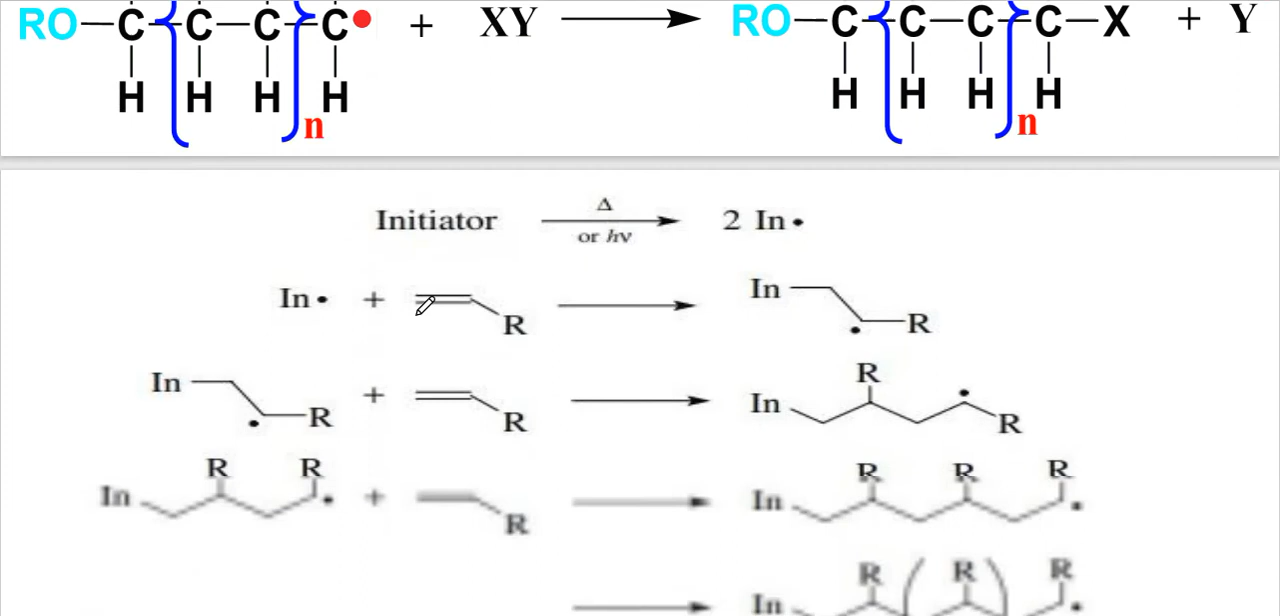 RO C C C C• + XY RO C C C C X + Y
H H H H H H H H
n n
Δ
Initiator 2 In•
or hν
In• + R In R
R
In R + R In R
R R R R R
In + R In
R R R
In